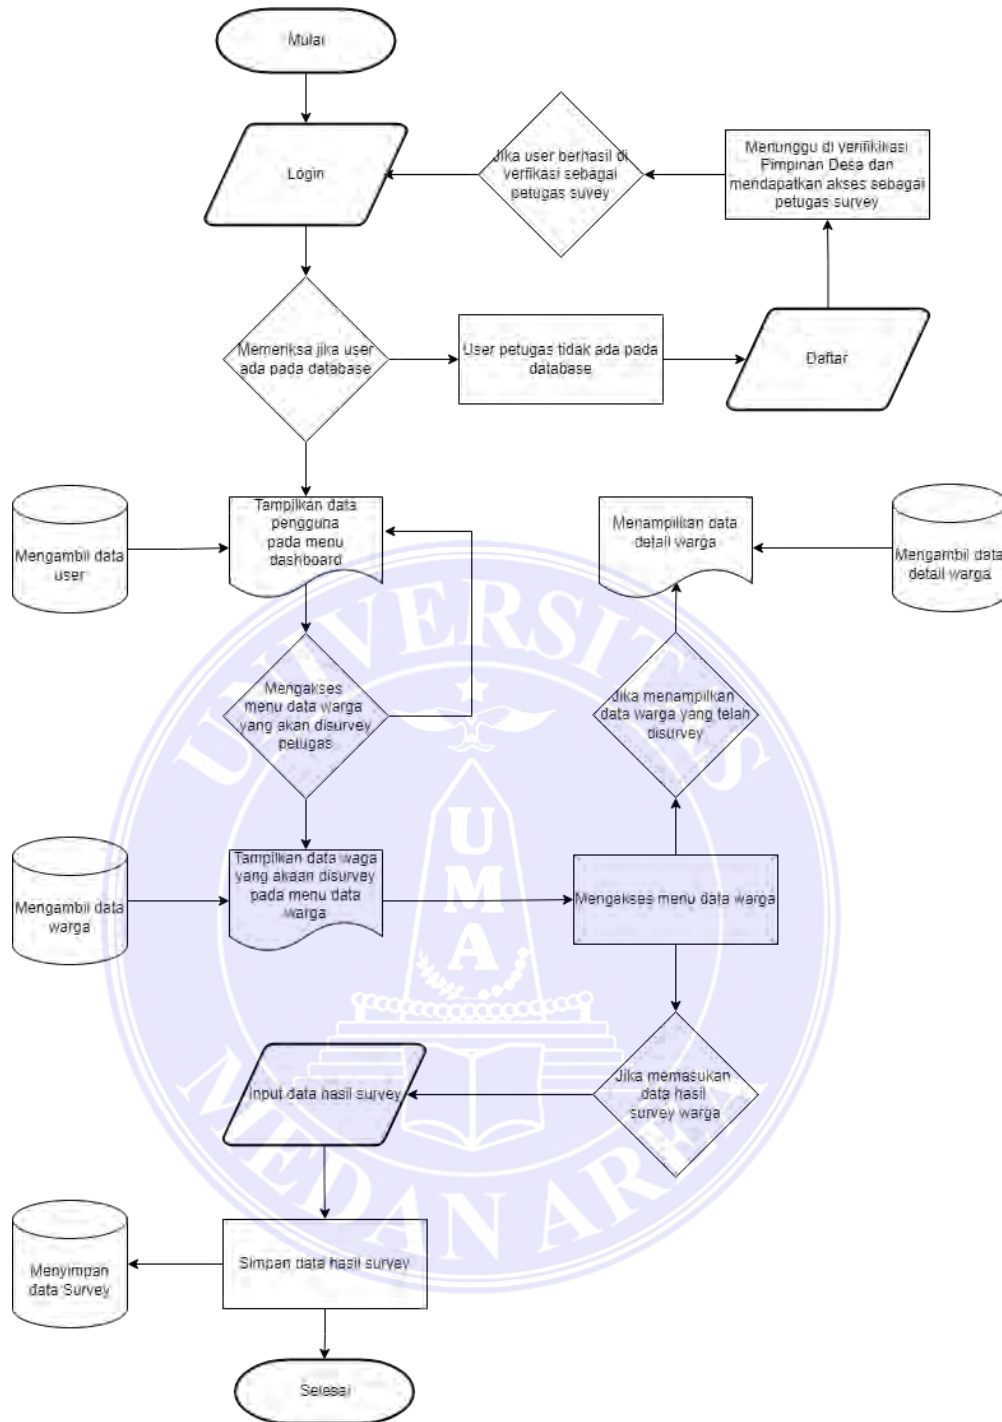 Mulai
Login
Jika user berhasil di
verfikasi sebagai
petugas suvey
Menunggu di verifikikasi
Pimpinan Desa dan
mendapatkan akses sebagai
petugas survey
Memeriksa jika user
ada pada database
User petugas tidak ada pada
database
Daftar
Mengambil data
user
Tampilkan data
pengguna
pada menu
dashboard
Menampilkan data
detail warga
Mengambil data
detail warga
Mengakses
menu data warga
yang akan disurvey
petugas
Jika menampilkan
data warga yang telah
disurvey
Mengambil data
warga
Tampilkan data waga
yang akaan disurvey
pada menu data
warga
Mengakses menu data warga
Input data hasil survey
Jika memasukan
data hasil
survey warga
Menyimpan
data Survey
Simpan data hasil survey
Selesai
UNIVERSITAS
UMA
MEDAN AREA